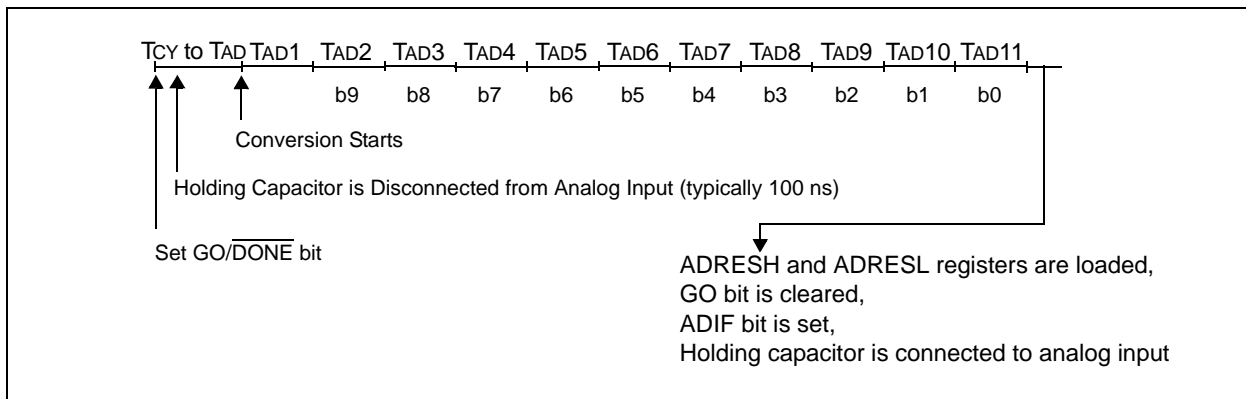 TCY to TAD TAD1 TAD2 TAD3 TAD4 TAD5 TAD6 TAD7 TAD8 TAD9 TAD10 TAD11
b9 b8 b7 b6 b5 b4 b3 b2 b1 b0
Conversion Starts
Holding Capacitor is Disconnected from Analog Input (typically 100 ns)
Set GO/DONE bit
ADRESH and ADRESL registers are loaded,
GO bit is cleared,
ADIF bit is set,
Holding capacitor is connected to analog input